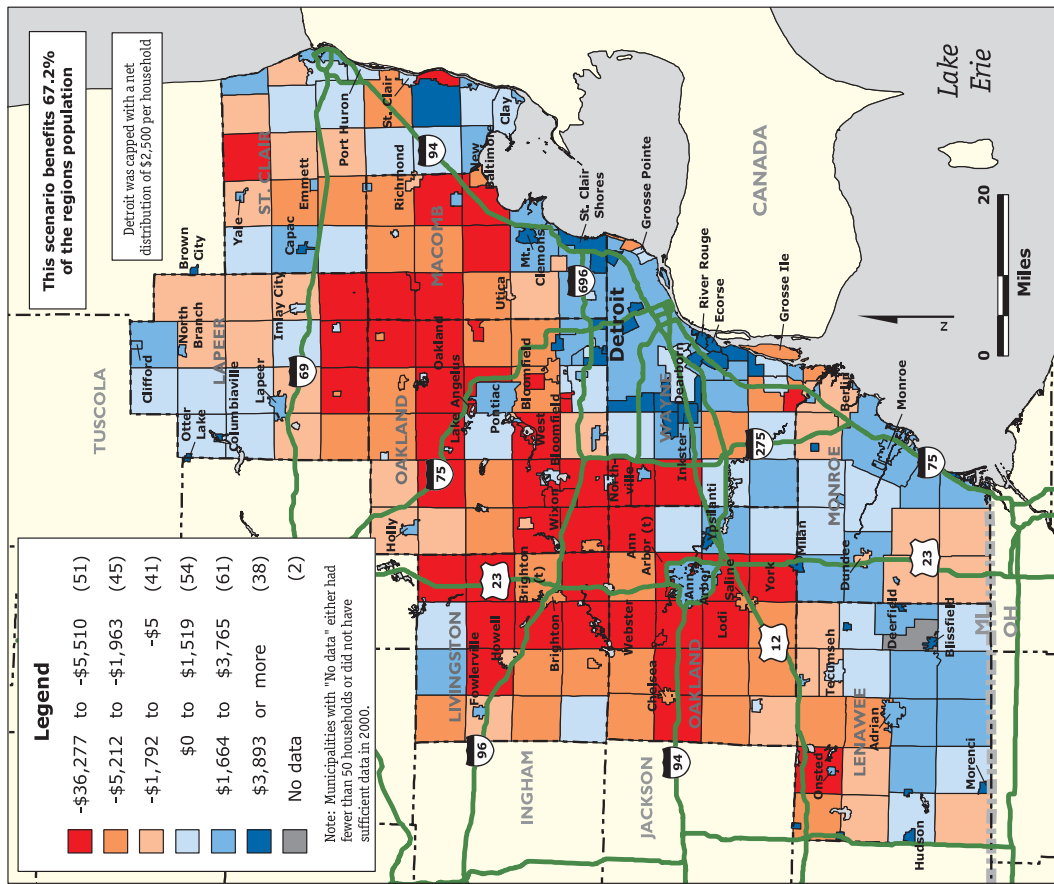 This scenario benefits 67.2%
of the regions population
Detroit was capped with a net
distribution of $2,500 per household
Legend
-$36,277 to -$5,510 (51)
-$5,212 to -$1,963 (45)
-$1,792 to -$5 (41)
$0 to $1,519 (54)
$1,664 to $3,765 (61)
$3,893 or more (38)
No data (2)
Note: Municipalities with "No data" either had
fewer than 50 households or did not have
sufficient data in 2000.
TUSCOLA
LAPEER
ST. CLAIR
MACOMB
OAKLAND
LIVINGSTON
INGHAM
JACKSON
OAKLAND
WAYNE
MONROE
LENAWEE
CANADA
MI
OH
Lake
Erie
Clifford
Brown
City
North
Branch
Otter
Lake
Columbiaville
Lapeer
Imlay City
Yale
Capac
Emmett
Port Huron
St. Clair
Richmond
Clay
New
Baltimore
Mt.
Clemons
St. Clair
Shores
Grosse Pointe
Utica
Oakland
Lake Angelus
Pontiac
Bloomfield
West
Bloomfield
Holly
Wixon
North-
ville
Brighton
(t)
Brighton
Howell
Fowlerville
Webster
Ann
Arbor (t)
Ann
Arbor
Ypsilanti
Chelsea
Lodi
Saline
York
Milan
Detroit
Dearborn
Inkster
River Rouge
Ecorse
Grosse Ile
Berlin
Monroe
Dundee
Deerfield
Blissfield
Tecumseh
Adrian
Onsted
Hudson
Morenci
69
94
696
75
23
96
94
12
275
75
23
0
20
Miles
N